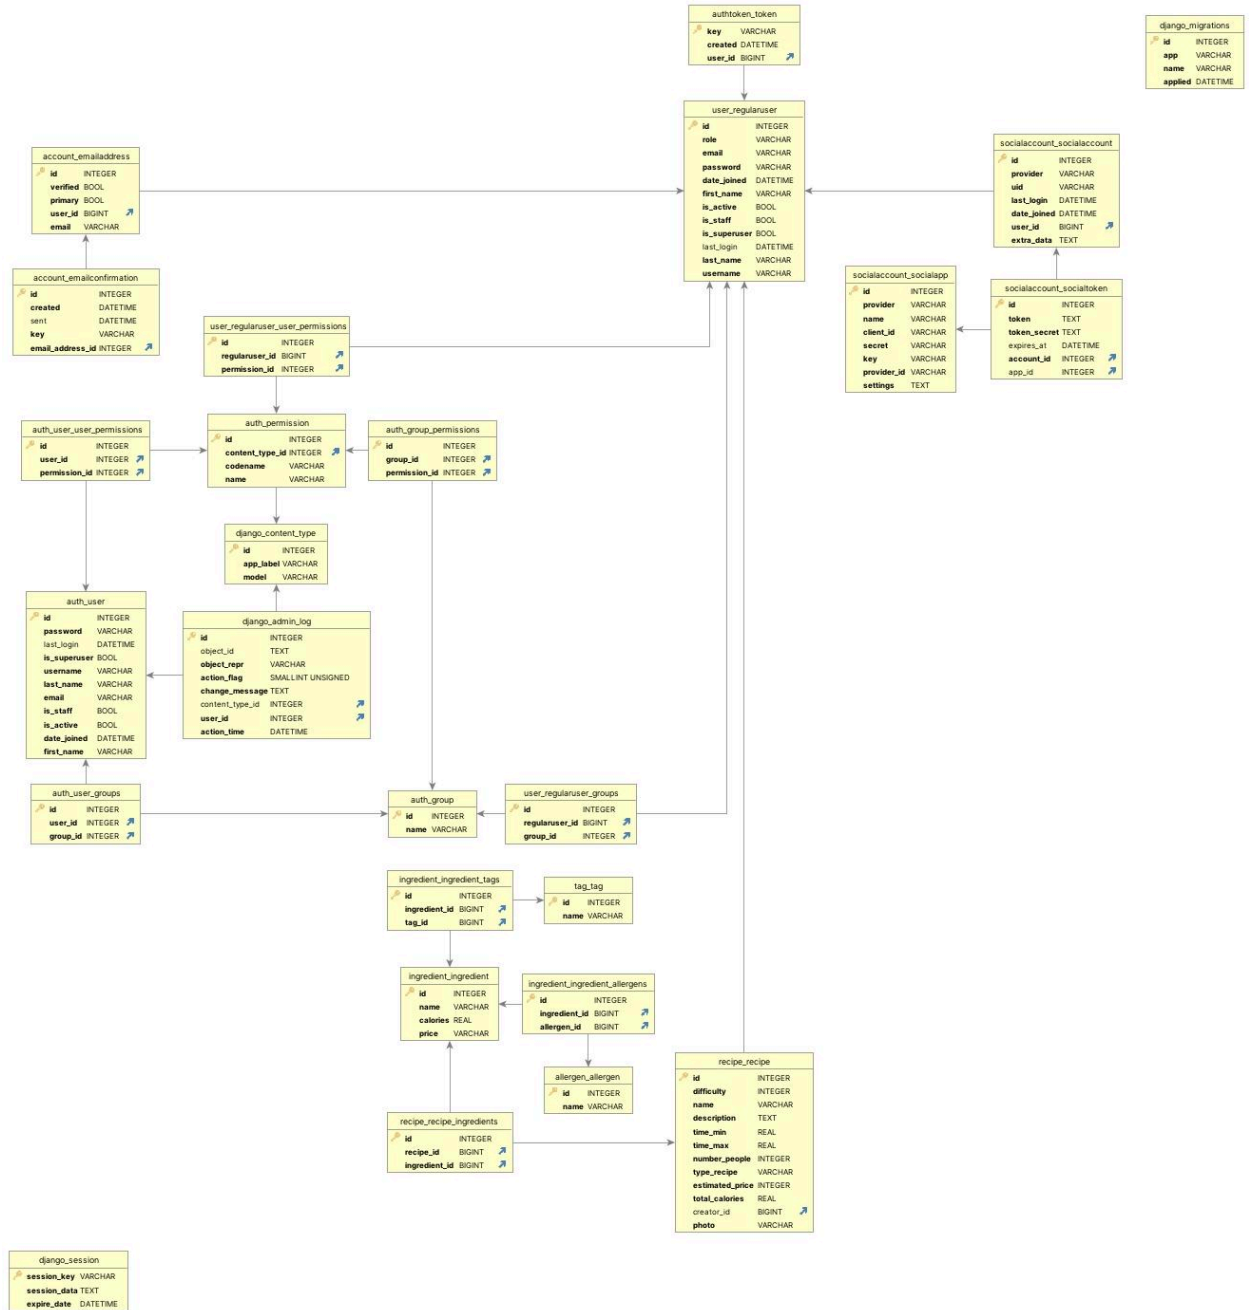 authtoken_token
key VARCHAR
created DATETIME
user_id BIGINT
django_migrations
id INTEGER
app VARCHAR
name VARCHAR
applied DATETIME
user_regularuser
id INTEGER
role VARCHAR
email VARCHAR
password VARCHAR
date_joined DATETIME
first_name VARCHAR
is_active BOOL
is_staff BOOL
is_superuser BOOL
last_login DATETIME
last_name VARCHAR
username VARCHAR
account_emailaddress
id INTEGER
verified BOOL
primary BOOL
user_id BIGINT
email VARCHAR
socialaccount_socialaccount
id INTEGER
provider VARCHAR
uid VARCHAR
last_login DATETIME
date_joined DATETIME
user_id BIGINT
extra_data TEXT
account_emailconfirmation
id INTEGER
created DATETIME
sent DATETIME
key VARCHAR
email_address_id INTEGER
socialaccount_socialapp
id INTEGER
provider VARCHAR
name VARCHAR
client_id VARCHAR
secret VARCHAR
key VARCHAR
provider_id VARCHAR
settings TEXT
socialaccount_socialtoken
id INTEGER
token TEXT
token_secret TEXT
expires_at DATETIME
account_id INTEGER
app_id INTEGER
user_regularuser_user_permissions
id INTEGER
regularuser_id BIGINT
permission_id INTEGER
auth_user_user_permissions
id INTEGER
user_id INTEGER
permission_id INTEGER
auth_permission
id INTEGER
content_type_id INTEGER
codename VARCHAR
name VARCHAR
auth_group_permissions
id INTEGER
group_id INTEGER
permission_id INTEGER
django_content_type
id INTEGER
app_label VARCHAR
model VARCHAR
auth_user
id INTEGER
password VARCHAR
last_login DATETIME
is_superuser BOOL
username VARCHAR
last_name VARCHAR
email VARCHAR
is_staff BOOL
is_active BOOL
date_joined DATETIME
first_name VARCHAR
django_admin_log
id INTEGER
object_id TEXT
object_repr VARCHAR
action_flag SMALLINT UNSIGNED
change_message TEXT
content_type_id INTEGER
user_id INTEGER
action_time DATETIME
auth_user_groups
id INTEGER
user_id INTEGER
group_id INTEGER
auth_group
id INTEGER
name VARCHAR
user_regularuser_groups
id INTEGER
regularuser_id BIGINT
group_id INTEGER
ingredient_ingredient_tags
id INTEGER
ingredient_id BIGINT
tag_id BIGINT
tag_tag
id INTEGER
name VARCHAR
ingredient_ingredient
id INTEGER
name VARCHAR
calories REAL
price VARCHAR
ingredient_ingredient_allergens
id INTEGER
ingredient_id BIGINT
allergen_id BIGINT
allergen_allergen
id INTEGER
name VARCHAR
recipe_recipe
id INTEGER
difficulty INTEGER
name VARCHAR
description TEXT
time_min REAL
time_max REAL
number_people INTEGER
type_recipe VARCHAR
estimated_price INTEGER
total_calories REAL
creator_id BIGINT
photo VARCHAR
recipe_recipe_ingredients
id INTEGER
recipe_id BIGINT
ingredient_id BIGINT
django_session
session_key VARCHAR
session_data TEXT
expire_date DATETIME